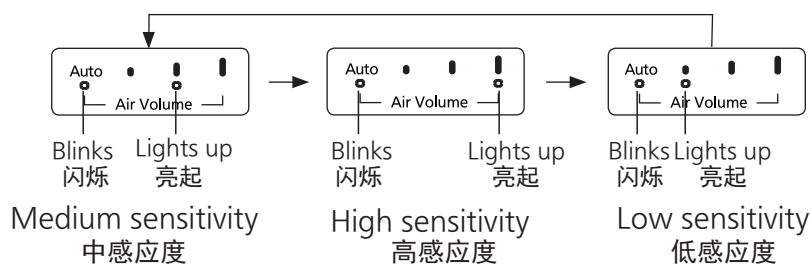 Auto
Air Volume
Blinks
闪烁
Lights up
亮起
Medium sensitivity
中感应度
Auto
Air Volume
Blinks
闪烁
Lights up
亮起
High sensitivity
高感应度
Auto
Air Volume
Blinks
闪烁
Lights up
亮起
Low sensitivity
低感应度